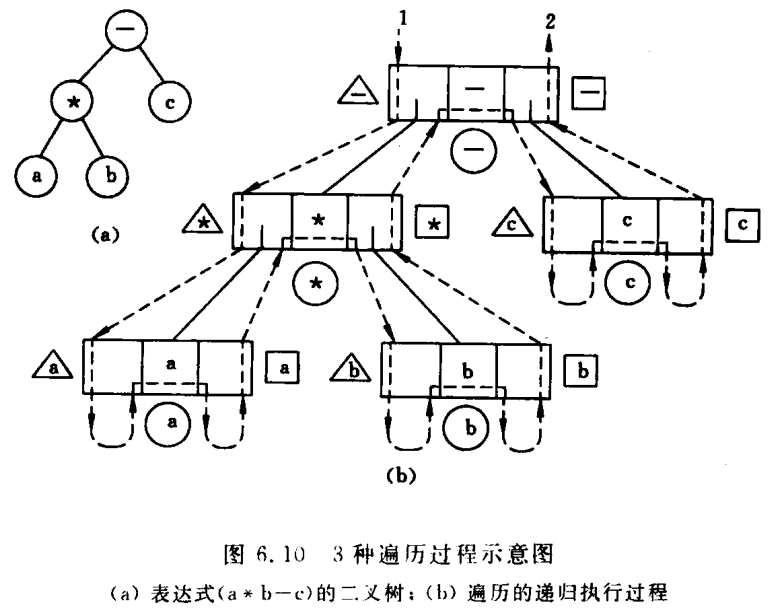 1 2
— — —
—
* c
* * * c c c
a b
(a)
* c
a a a b b b
a b
(b)
图 6.10 3 种遍历过程示意图
(a) 表达式(a*b-c)的二叉树; (b) 遍历的递归执行过程